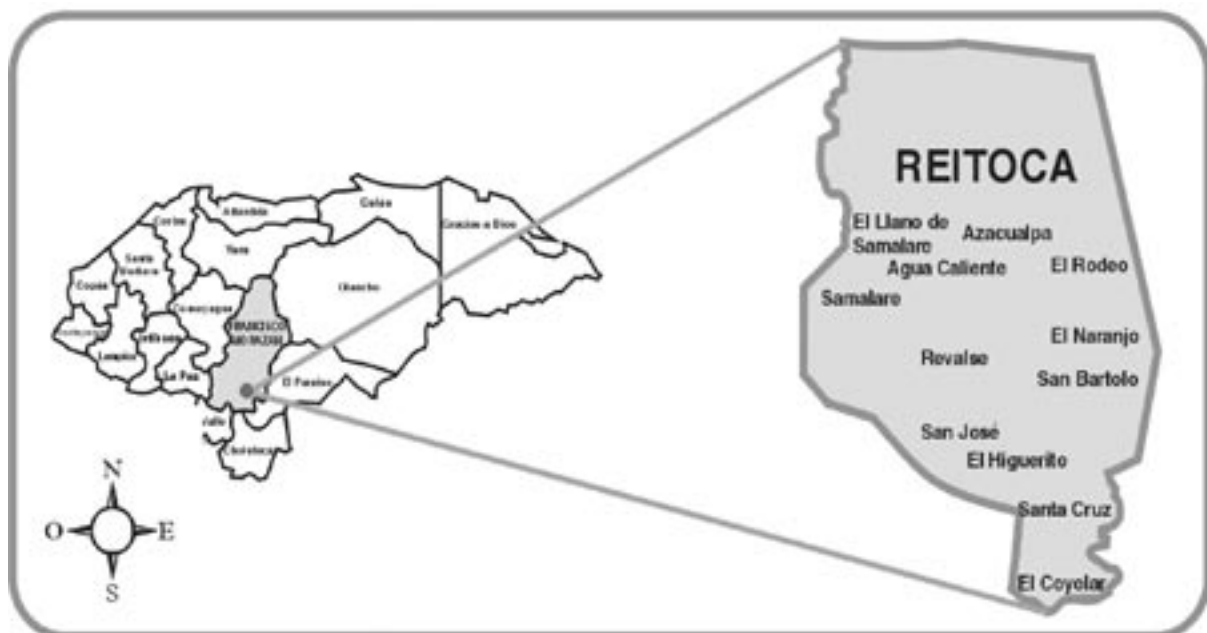 Colón
Gracias a Dios
Atlántida
Cortés
Yoro
Santa
Bárbara
Copán
Olancho
Comayagua
FRANCISCO
MORAZAN
Lempira
La Paz
El Paraíso
Valle
Choluteca
N
O
E
S
REITOCA
El Llano de
Samalare
Azacualpa
Agua Caliente
El Rodeo
Samalare
El Naranjo
Revalse
San Bartolo
San José
El Higuerito
Santa Cruz
El Coyolar